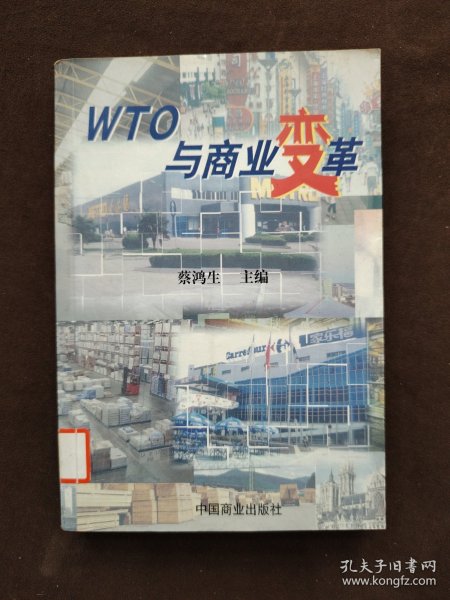 WTO
与商业变革
蔡鸿生 主编
Carrefour
家乐福
中国商业出版社
孔夫子旧书网
www.kongfz.com